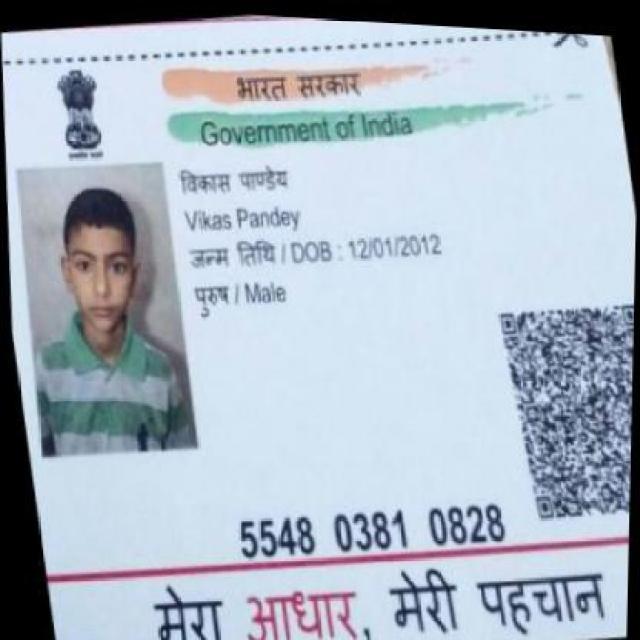 भारत सरकार
Government of India
विकास पाण्डेय
Vikas Pandey
जन्म तिथि / DOB : 12/01/2012
पुरुष / Male
5548 0381 0828
मेरा आधार, मेरी पहचान